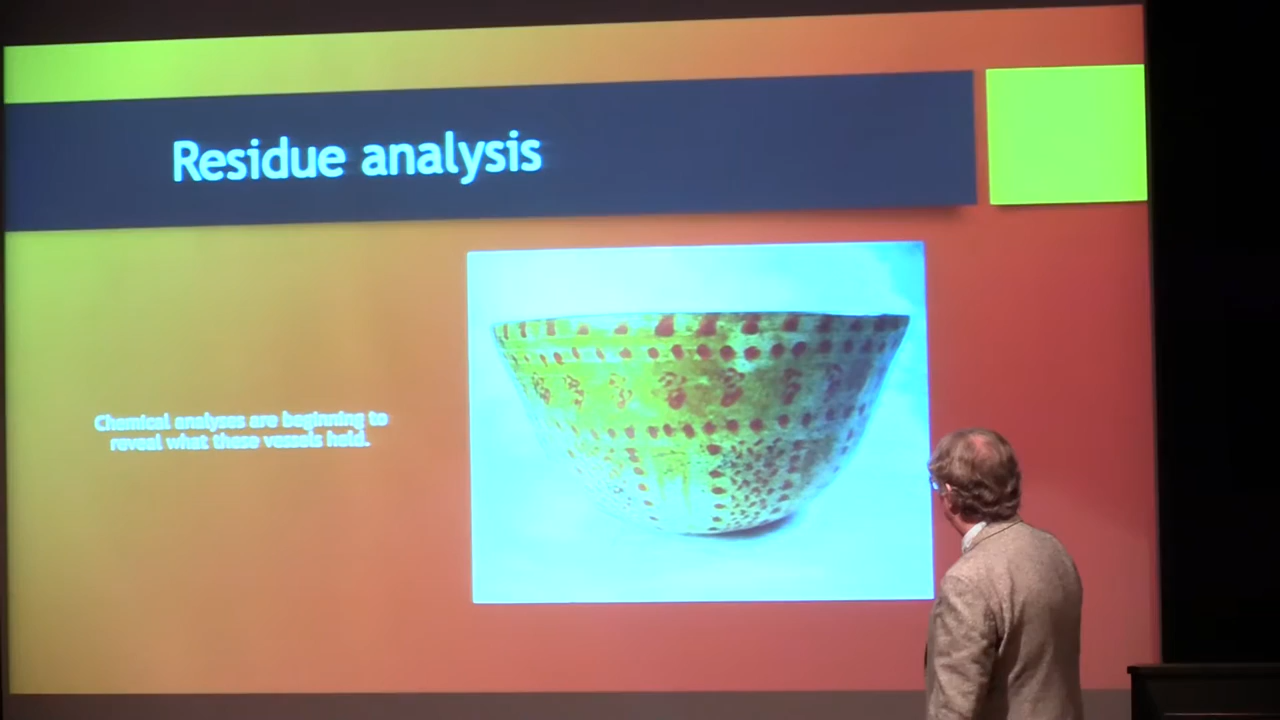 Residue analysis
Chemical analyses are beginning to
reveal what these vessels held.